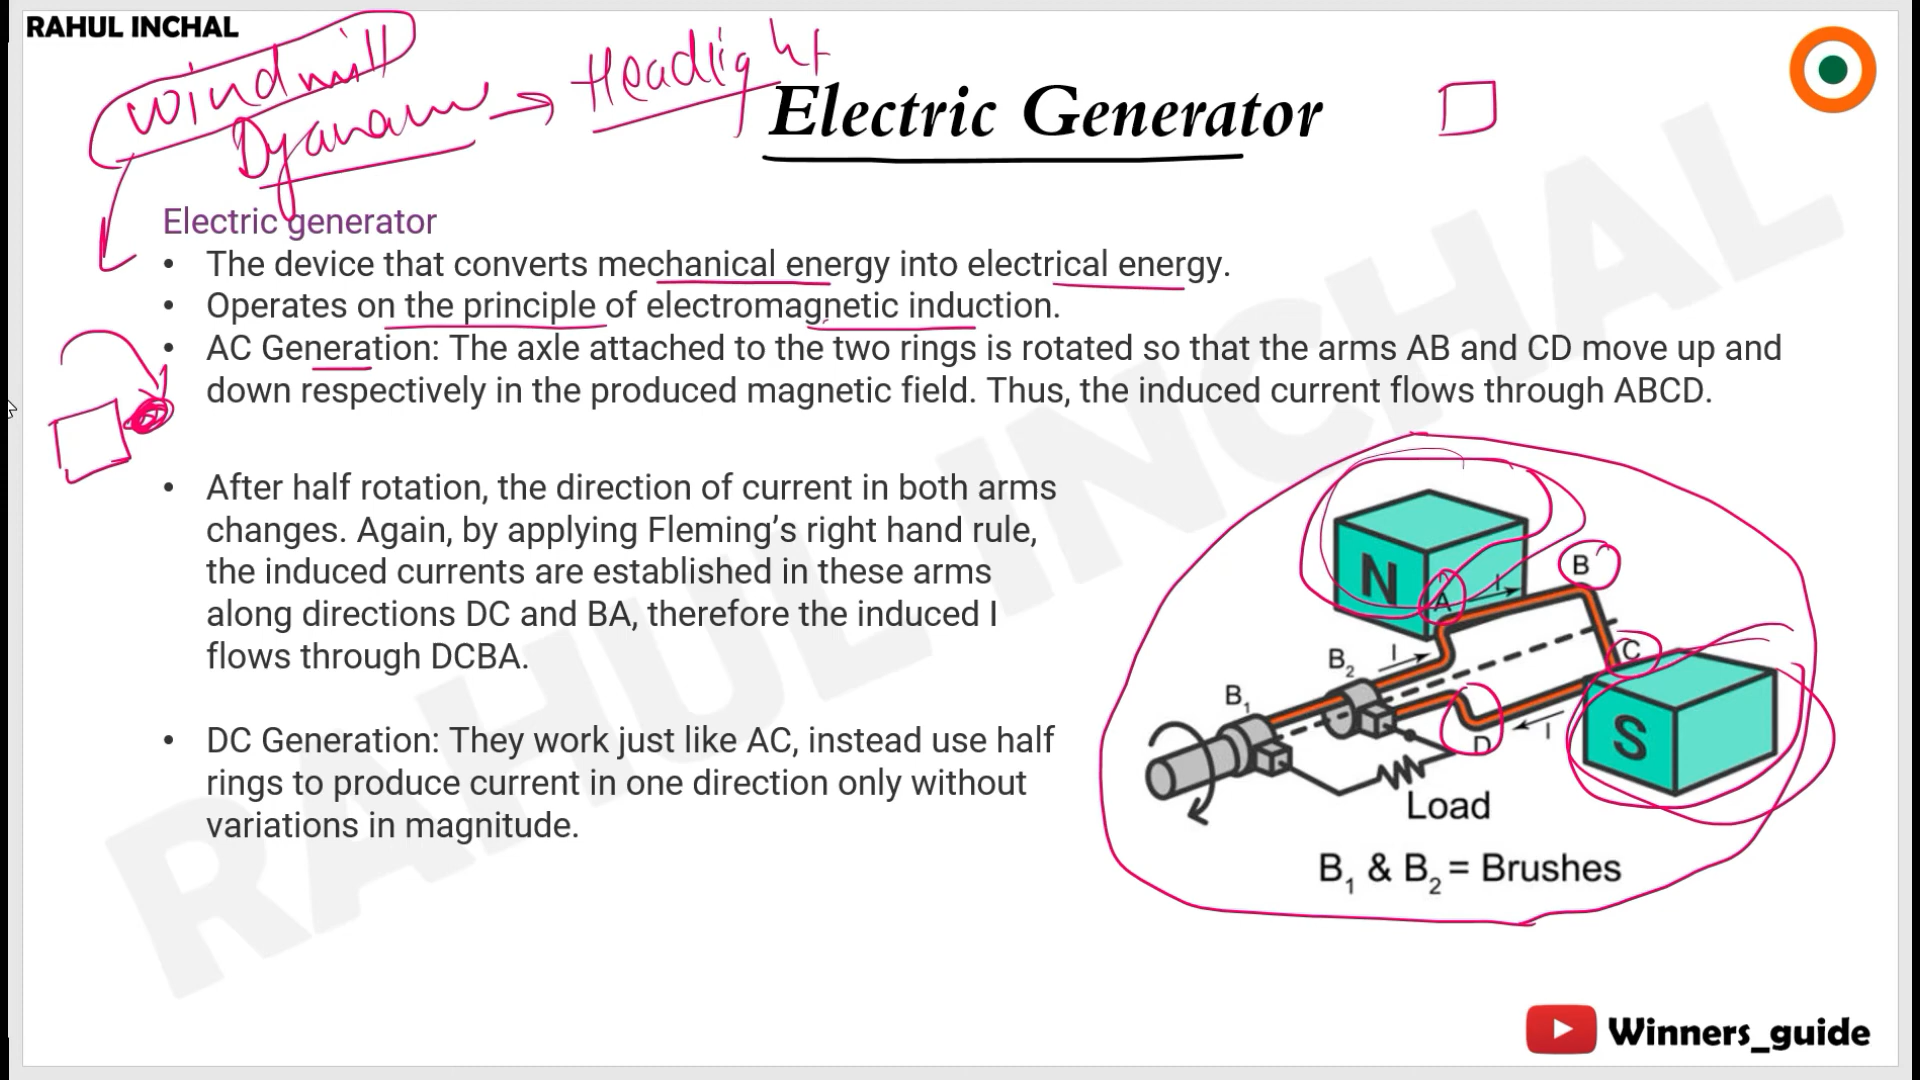 RAHUL INCHAL
windmill
Headlight
Electric Generator
Electric generator
• The device that converts mechanical energy into electrical energy.
• Operates on the principle of electromagnetic induction.
• AC Generation: The axle attached to the two rings is rotated so that the arms AB and CD move up and
down respectively in the produced magnetic field. Thus, the induced current flows through ABCD.
• After half rotation, the direction of current in both arms
changes. Again, by applying Fleming’s right hand rule,
the induced currents are established in these arms
along directions DC and BA, therefore the induced I
flows through DCBA.
• DC Generation: They work just like AC, instead use half
rings to produce current in one direction only without
variations in magnitude.
N
A
I
B
B₂
I
C
B₁
D
I
S
Load
B₁ & B₂ = Brushes
RAHUL INCHAL
Winners_guide